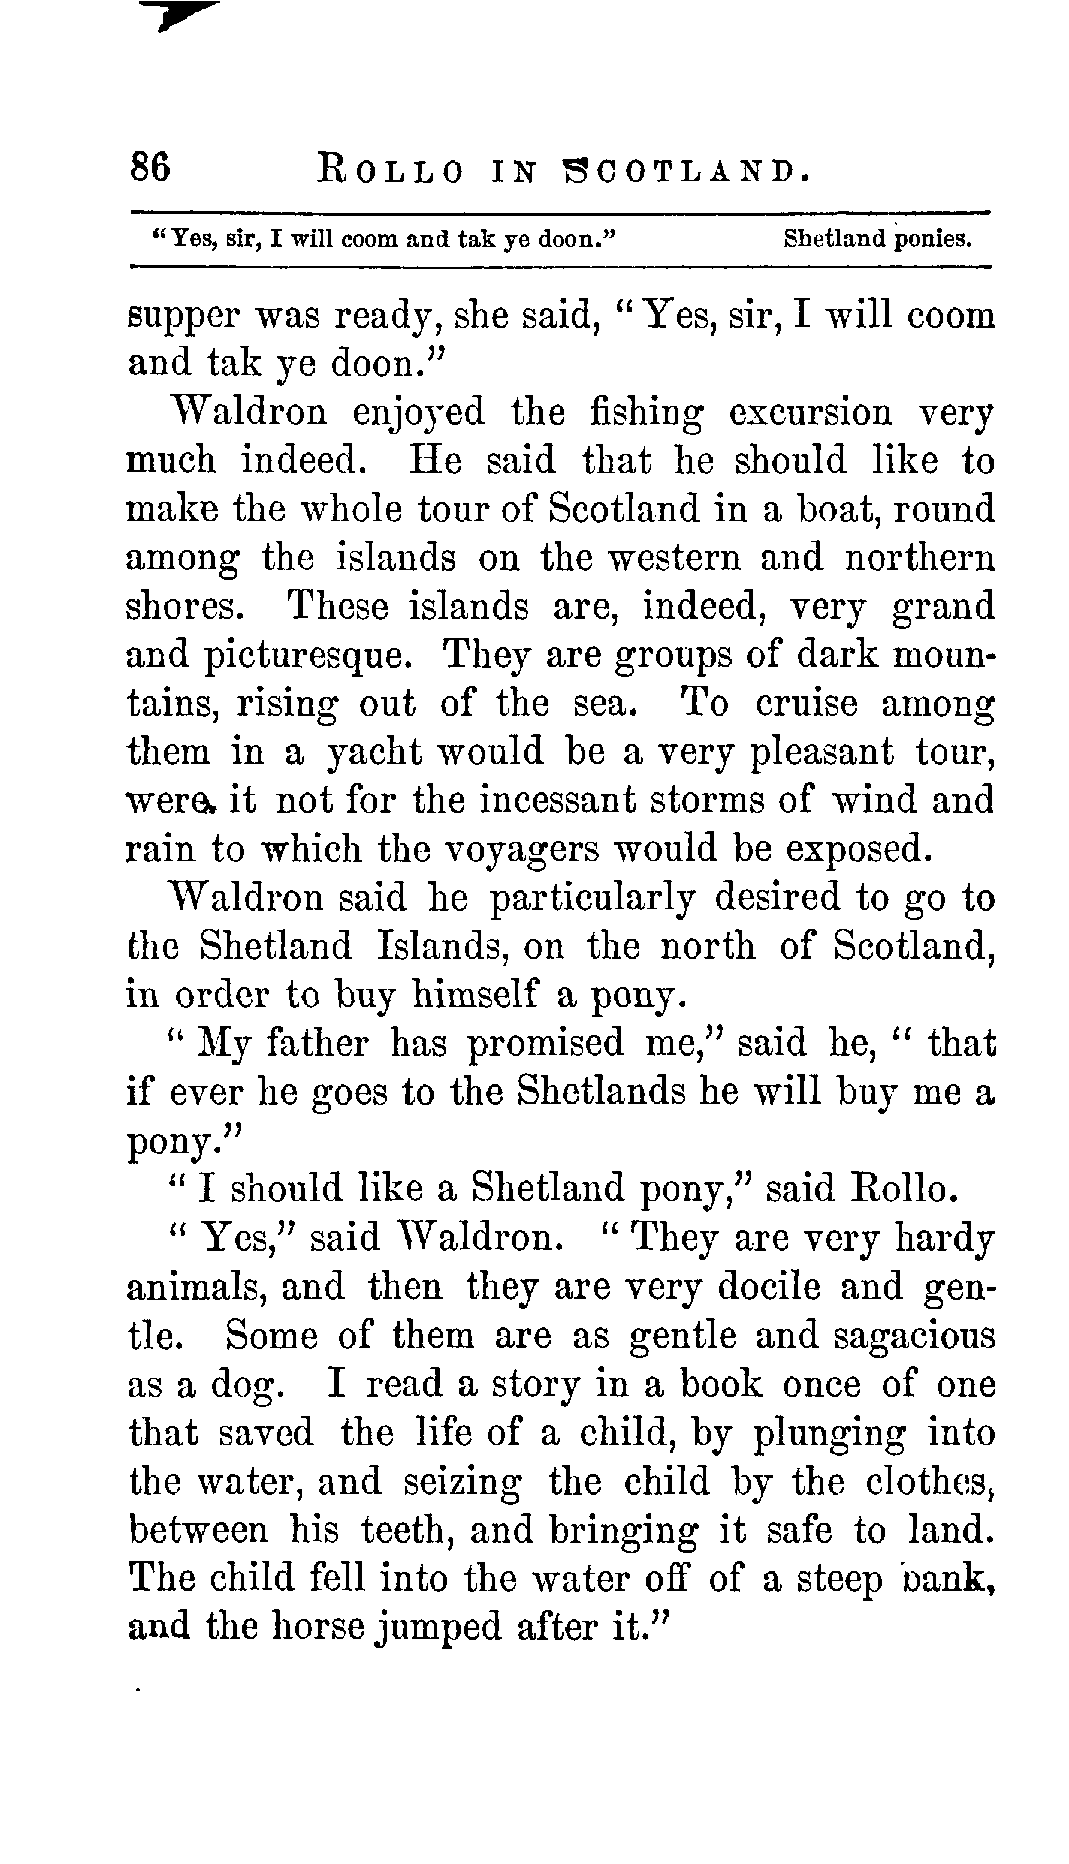 86 ROLLO IN SCOTLAND.
"Yes, sir, I will coom and tak ye doon." Shetland ponies.
supper was ready, she said, "Yes, sir, I will coom
and tak ye doon."
Waldron enjoyed the fishing excursion very
much indeed. He said that he should like to
make the whole tour of Scotland in a boat, round
among the islands on the western and northern
shores. These islands are, indeed, very grand
and picturesque. They are groups of dark moun-
tains, rising out of the sea. To cruise among
them in a yacht would be a very pleasant tour,
were it not for the incessant storms of wind and
rain to which the voyagers would be exposed.
Waldron said he particularly desired to go to
the Shetland Islands, on the north of Scotland,
in order to buy himself a pony.
"My father has promised me," said he, "that
if ever he goes to the Shetlands he will buy me a
pony."
"I should like a Shetland pony," said Rollo.
"Yes," said Waldron. "They are very hardy
animals, and then they are very docile and gen-
tle. Some of them are as gentle and sagacious
as a dog. I read a story in a book once of one
that saved the life of a child, by plunging into
the water, and seizing the child by the clothes,
between his teeth, and bringing it safe to land.
The child fell into the water off of a steep bank,
and the horse jumped after it."